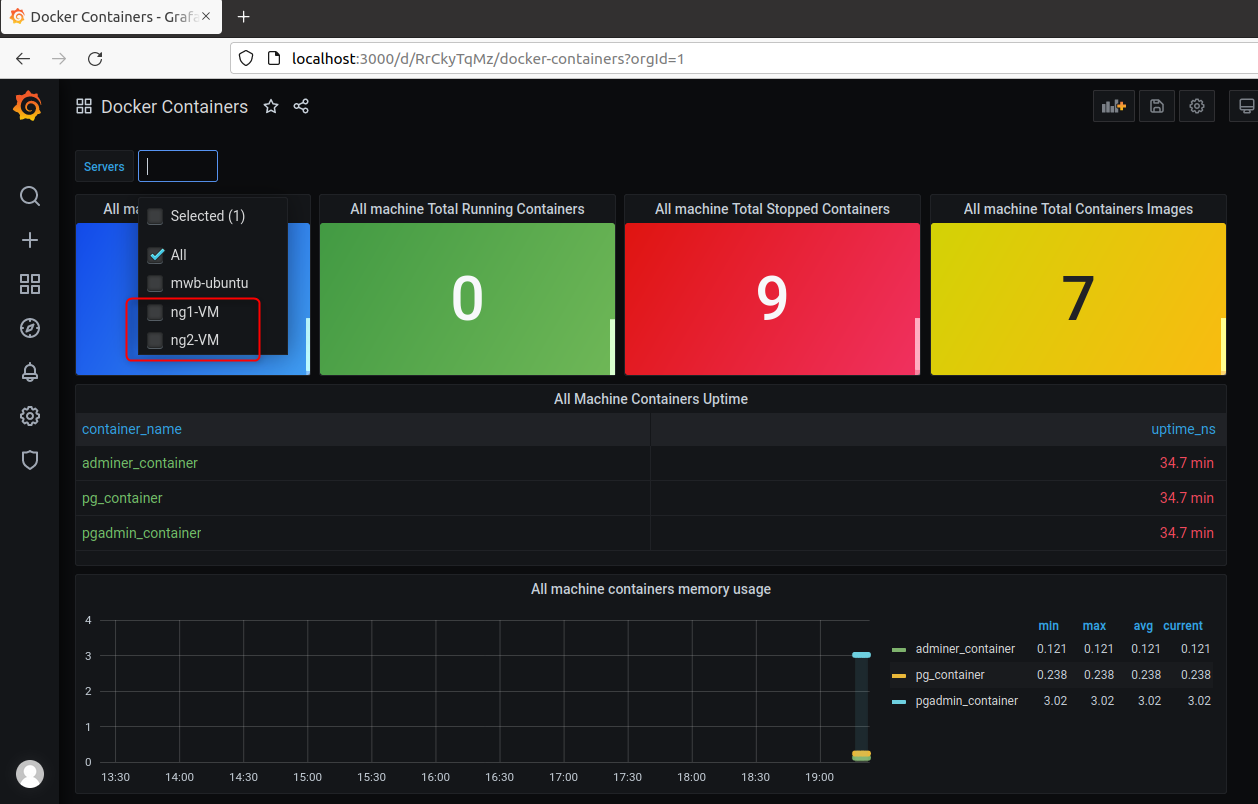 Docker Containers - Grafa
localhost:3000/d/RrCkyTqMz/docker-containers?orgId=1
Docker Containers
Servers
All ma
All machine Total Running Containers
All machine Total Stopped Containers
All machine Total Containers Images
Selected (1)
All
mwb-ubuntu
ng1-VM
ng2-VM
0
9
7
All Machine Containers Uptime
container_name uptime_ns
adminer_container 34.7 min
pg_container 34.7 min
pgadmin_container 34.7 min
All machine containers memory usage
4
3
2
1
0
13:30 14:00 14:30 15:00 15:30 16:00 16:30 17:00 17:30 18:00 18:30 19:00
min max avg current
adminer_container 0.121 0.121 0.121 0.121
pg_container 0.238 0.238 0.238 0.238
pgadmin_container 3.02 3.02 3.02 3.02